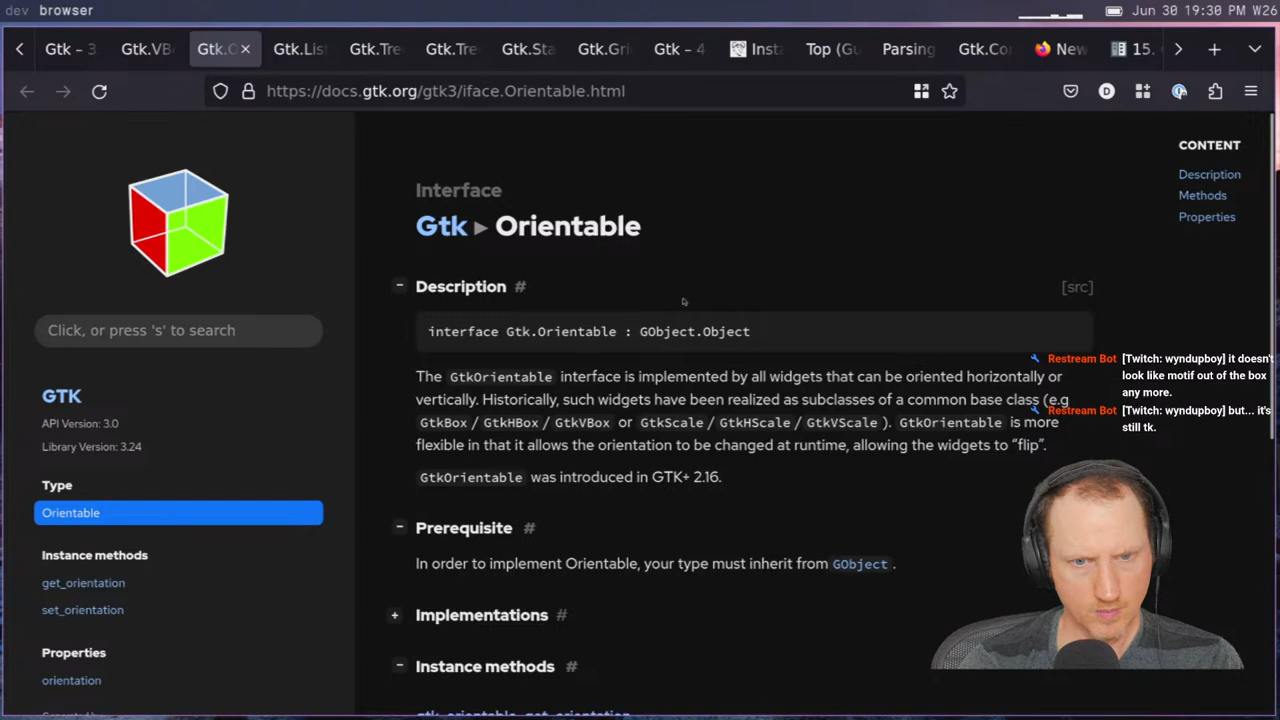 dev browser
Jun 30 19:30 PM W26
Gtk – 3
Gtk.VB
Gtk.O
Gtk.List
Gtk.Tre
Gtk.Tre
Gtk.Sta
Gtk.Gri
Gtk – 4
Inst
Top (Gu
Parsing
Gtk.Co
New
15.
https://docs.gtk.org/gtk3/iface.Orientable.html
D
Click, or press 's' to search
GTK
API Version: 3.0
Library Version: 3.24
Type
Orientable
Instance methods
get_orientation
set_orientation
Properties
orientation
Interface
Gtk ▸ Orientable
− Description # [src]
interface Gtk.Orientable : GObject.Object
The GtkOrientable interface is implemented by all widgets that can be oriented horizontally or
vertically. Historically, such widgets have been realized as subclasses of a common base class (e.g
GtkBox / GtkHBox / GtkVBox or GtkScale / GtkHScale / GtkVScale ). GtkOrientable is more
flexible in that it allows the orientation to be changed at runtime, allowing the widgets to “flip”.
GtkOrientable was introduced in GTK+ 2.16.
− Prerequisite #
In order to implement Orientable, your type must inherit from GObject .
+ Implementations #
− Instance methods #
gtk_orientable_get_orientation
CONTENT
Description
Methods
Properties
Restream Bot [Twitch: wyndupboy] it doesn't
look like motif out of the box
any more.
Restream Bot [Twitch: wyndupboy] but... it's
still tk.